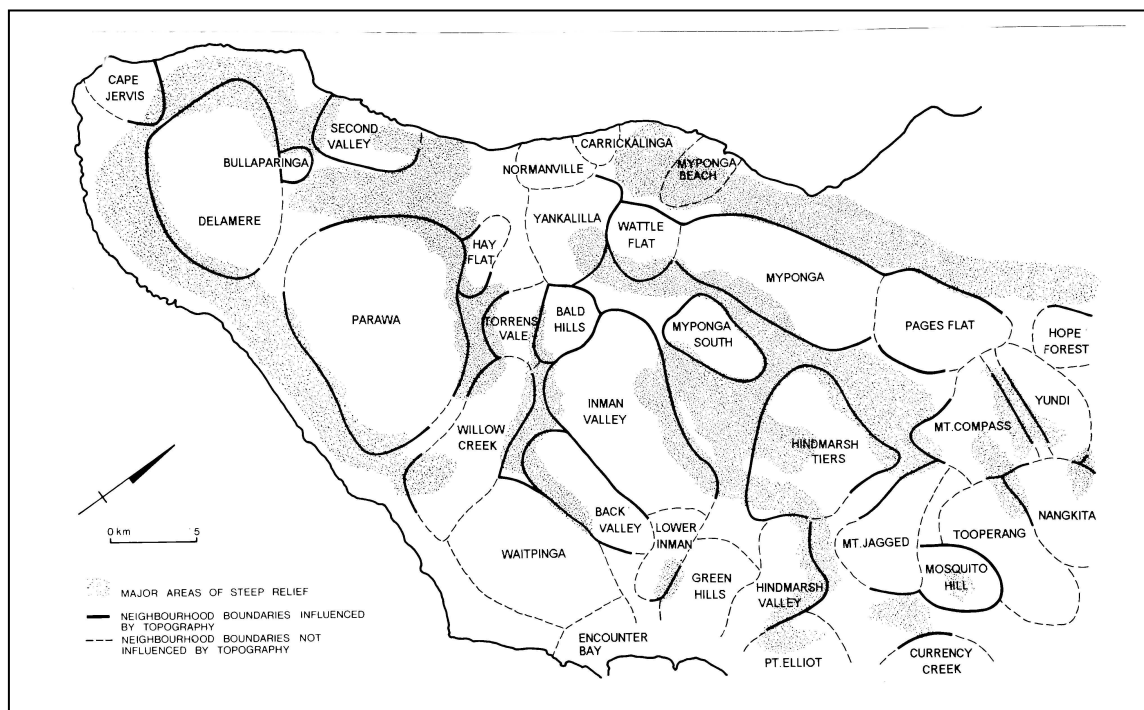 CAPE
JERVIS
SECOND
VALLEY
BULLAPARINGA
DELAMERE
CARRICKALINGA
NORMANVILLE
MYPONGA
BEACH
YANKALILLA
WATTLE
FLAT
HAY
FLAT
MYPONGA
PARAWA
TORRENS
VALE
BALD
HILLS
MYPONGA
SOUTH
PAGES FLAT
HOPE
FOREST
INMAN
VALLEY
YUNDI
MT.COMPASS
WILLOW
CREEK
HINDMARSH
TIERS
BACK
VALLEY
LOWER
INMAN
WAITPINGA
GREEN
HILLS
HINDMARSH
VALLEY
MT.JAGGED
TOOPERANG
NANGKITA
MOSQUITO
HILL
ENCOUNTER
BAY
PT.ELLIOT
CURRENCY
CREEK
0 km 5
MAJOR AREAS OF STEEP RELIEF
NEIGHBOURHOOD BOUNDARIES INFLUENCED
BY TOPOGRAPHY
NEIGHBOURHOOD BOUNDARIES NOT
INFLUENCED BY TOPOGRAPHY